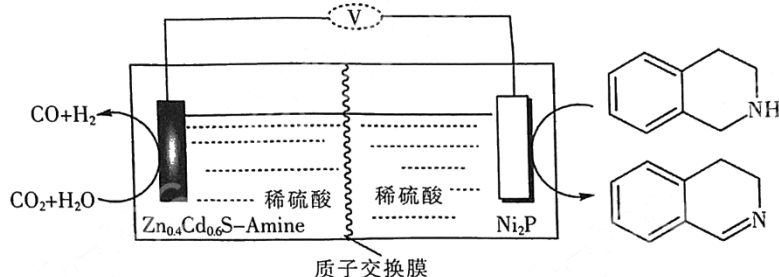 V
CO+H₂
CO₂+H₂O
稀硫酸
稀硫酸
Zn₀.₄Cd₀.₆S-Amine
Ni₂P
质子交换膜
NH
N